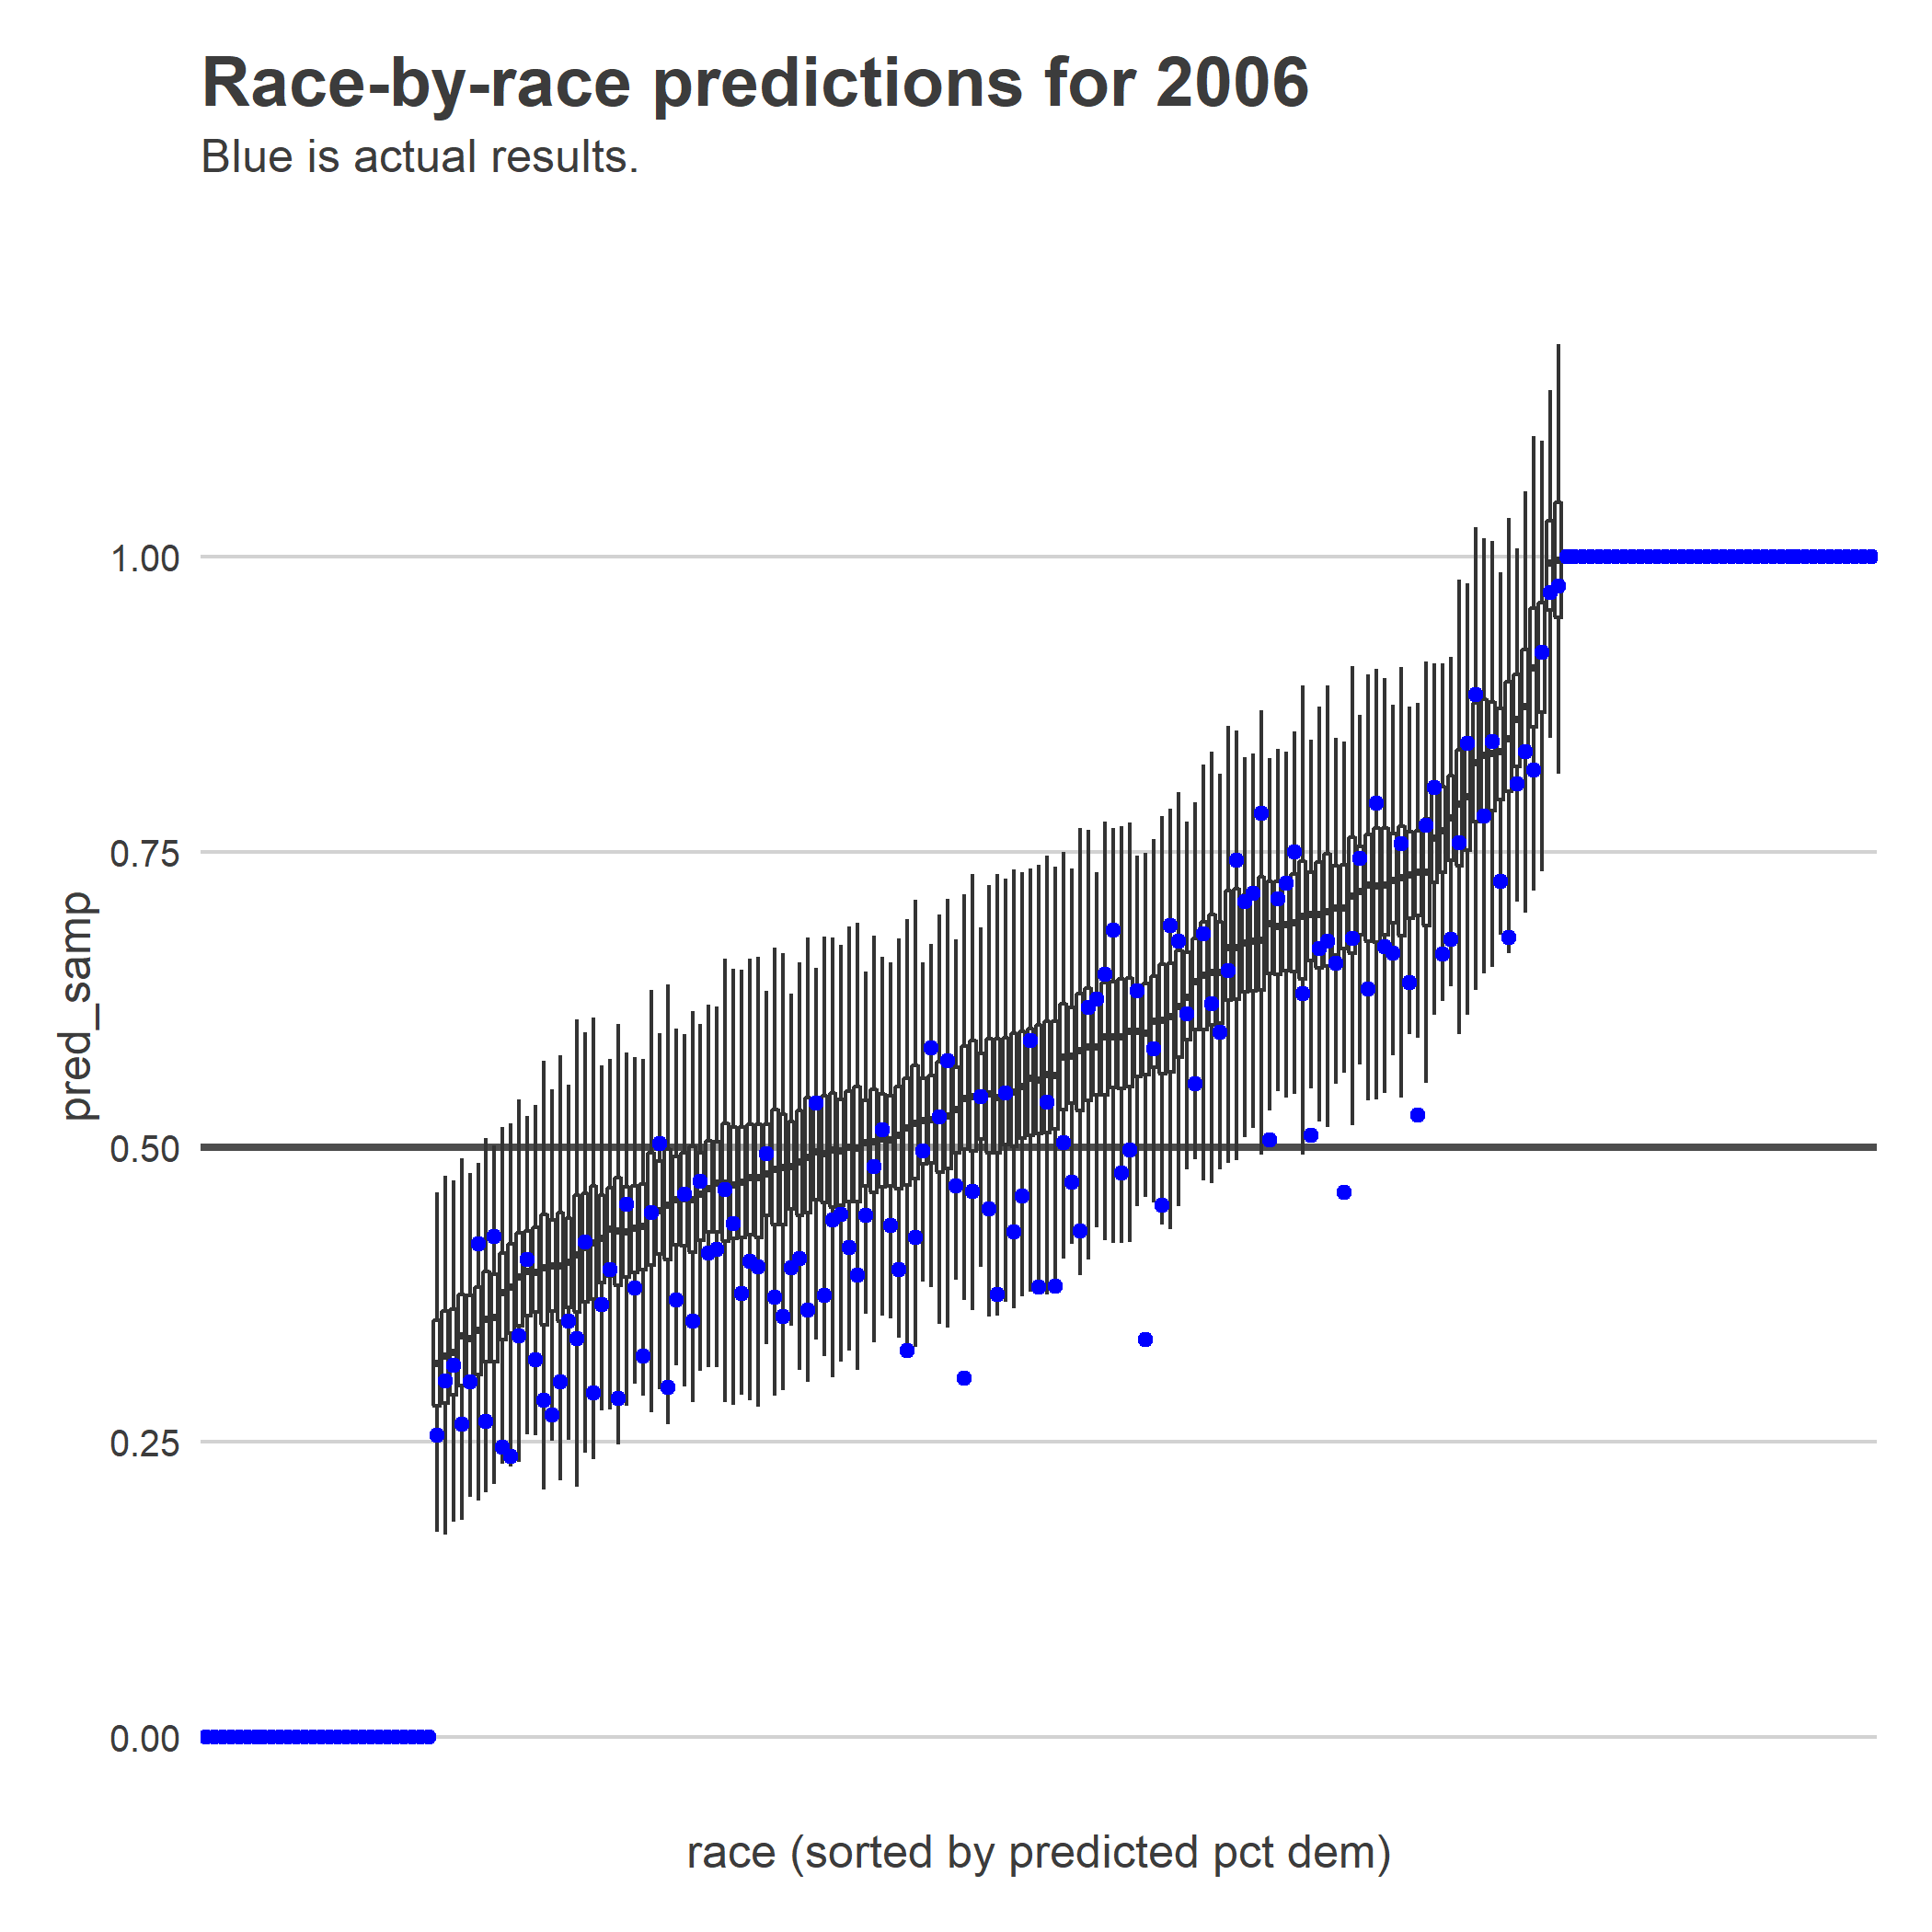 Race-by-race predictions for 2006
Blue is actual results.
1.00
0.75
0.50
0.25
0.00
pred_samp
race (sorted by predicted pct dem)